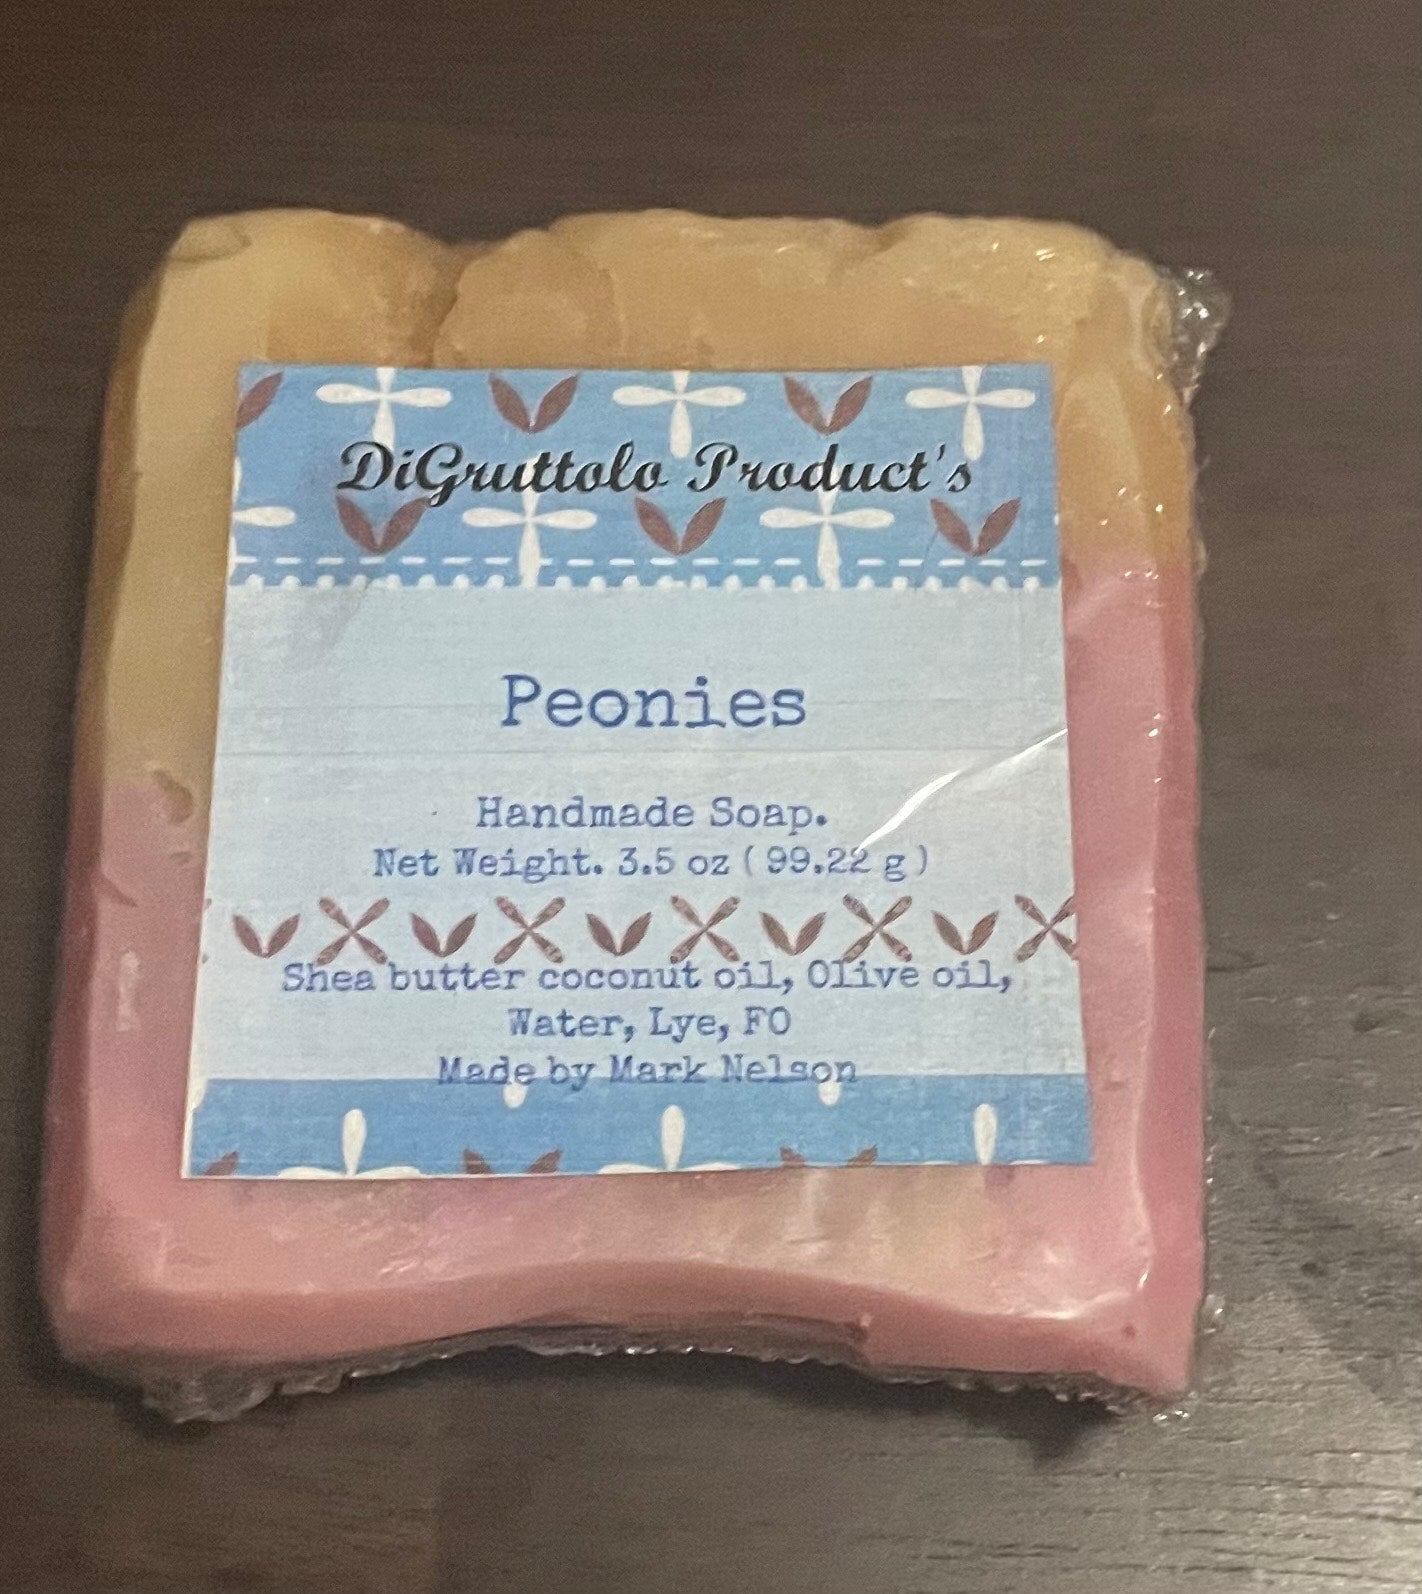 DiGruttolo Product's
Peonies
Handmade Soap.
Net Weight. 3.5 oz ( 99.22 g )
Shea butter coconut oil, Olive oil,
Water, Lye, FO
Made by Mark Nelson